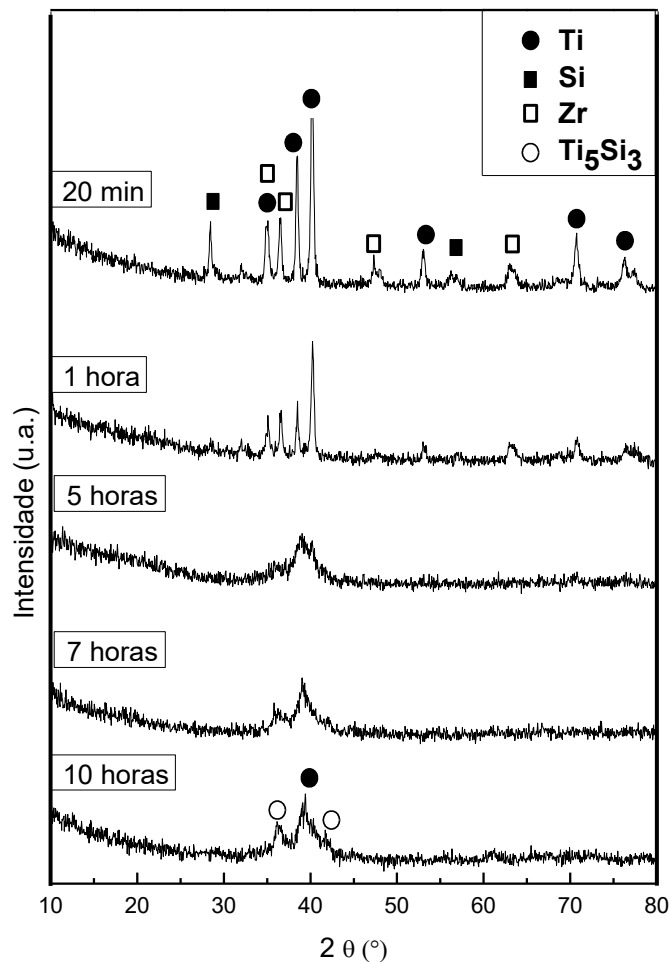 Ti
Si
Zr
Ti5Si3
20 min
1 hora
5 horas
7 horas
10 horas
Intensidade (u.a.)
10 20 30 40 50 60 70 80
2 θ (°)